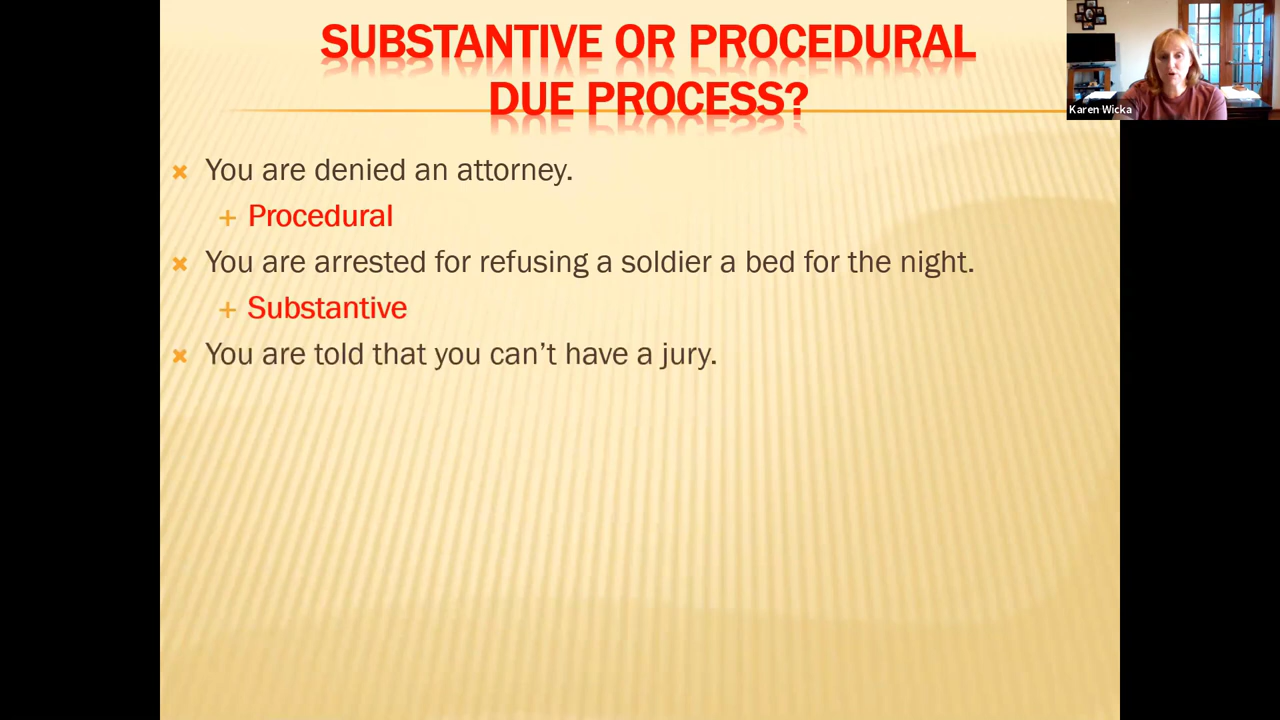 SUBSTANTIVE OR PROCEDURAL
DUE PROCESS?
Karen Wicka
You are denied an attorney.
Procedural
You are arrested for refusing a soldier a bed for the night.
Substantive
You are told that you can't have a jury.